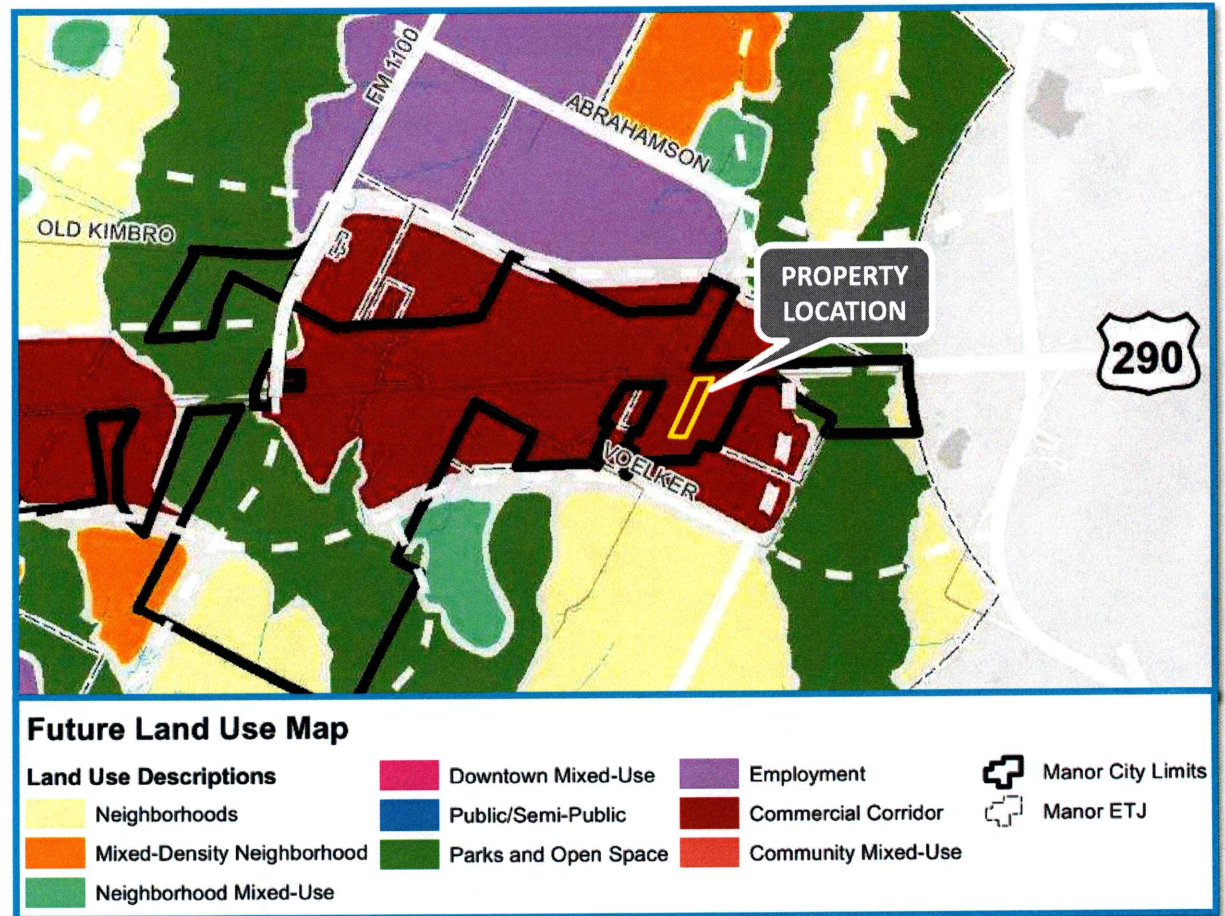 FM 1100
ABRAHAMSON
OLD KIMBRO
PROPERTY
LOCATION
290
VOELKER
Future Land Use Map
Land Use Descriptions
Neighborhoods
Mixed-Density Neighborhood
Neighborhood Mixed-Use
Downtown Mixed-Use
Public/Semi-Public
Parks and Open Space
Employment
Commercial Corridor
Community Mixed-Use
Manor City Limits
Manor ETJ